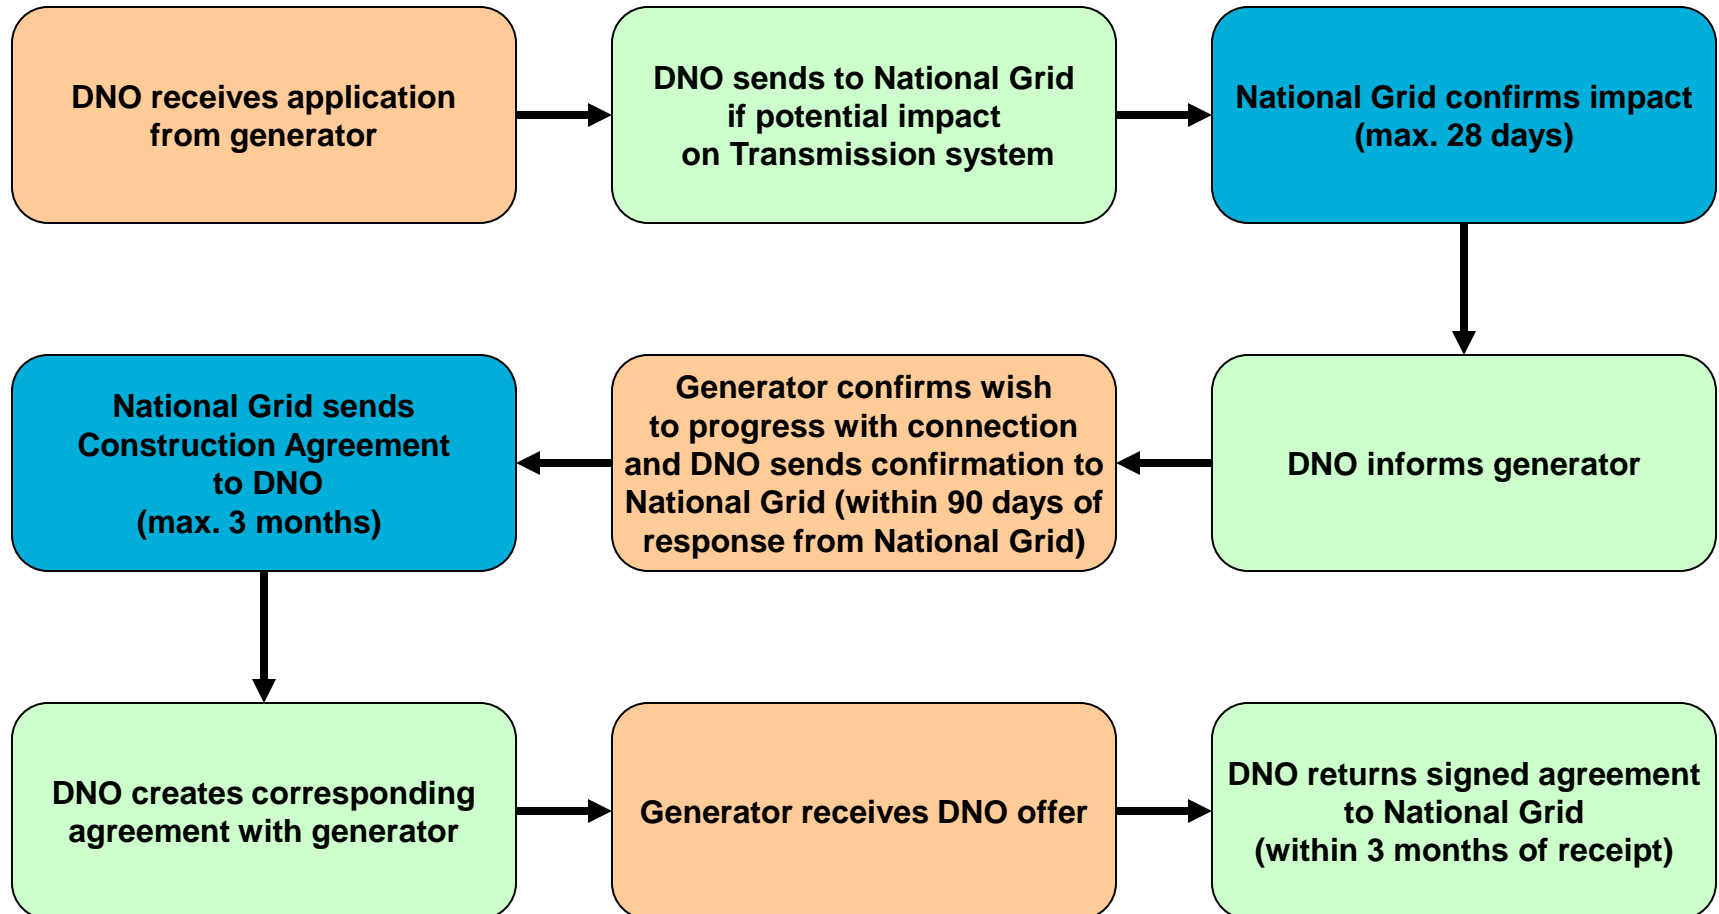 DNO receives application
from generator
DNO sends to National Grid
if potential impact
on Transmission system
National Grid confirms impact
(max. 28 days)
DNO informs generator
Generator confirms wish
to progress with connection
and DNO sends confirmation to
National Grid (within 90 days of
response from National Grid)
National Grid sends
Construction Agreement
to DNO
(max. 3 months)
DNO creates corresponding
agreement with generator
Generator receives DNO offer
DNO returns signed agreement
to National Grid
(within 3 months of receipt)